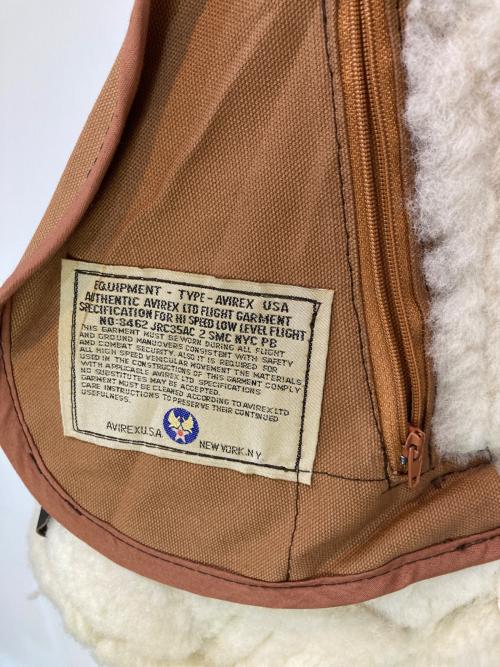 EQUIPMENT - TYPE - AVIREX USA
AUTHENTIC AVIREX LTD FLIGHT GARMENT
SPECIFICATION FOR HI SPEED LOW LEVEL FLIGHT
NO: 8462 JRC35AC 2 SMC NYC PB
THIS GARMENT MUST BE WORN DURING ALL FLIGHT
AND GROUND MANUOVERS CONSISTENT WITH SAFETY
AND COMBAT SECURITY. ALSO IT IS REQUIRED FOR
ALL HIGH SPEED VEHICULAR MOVEMENT THE MATERIALS
USED IN THE CONSTRUCTIONS OF THIS GARMENT COMPLY
WITH APPLICABLE AVIREX LTD SPECIFICATIONS
NO SUBSTITUTES MAY BE ACCEPTED.
GARMENT MUST BE CLEANED ACCORDING TO AVIREX LTD
CARE INSTRUCTIONS TO PRESERVE THEIR CONTINUED
USEFULNESS.
AVIREX U.S.A. NEW YORK. N.Y.